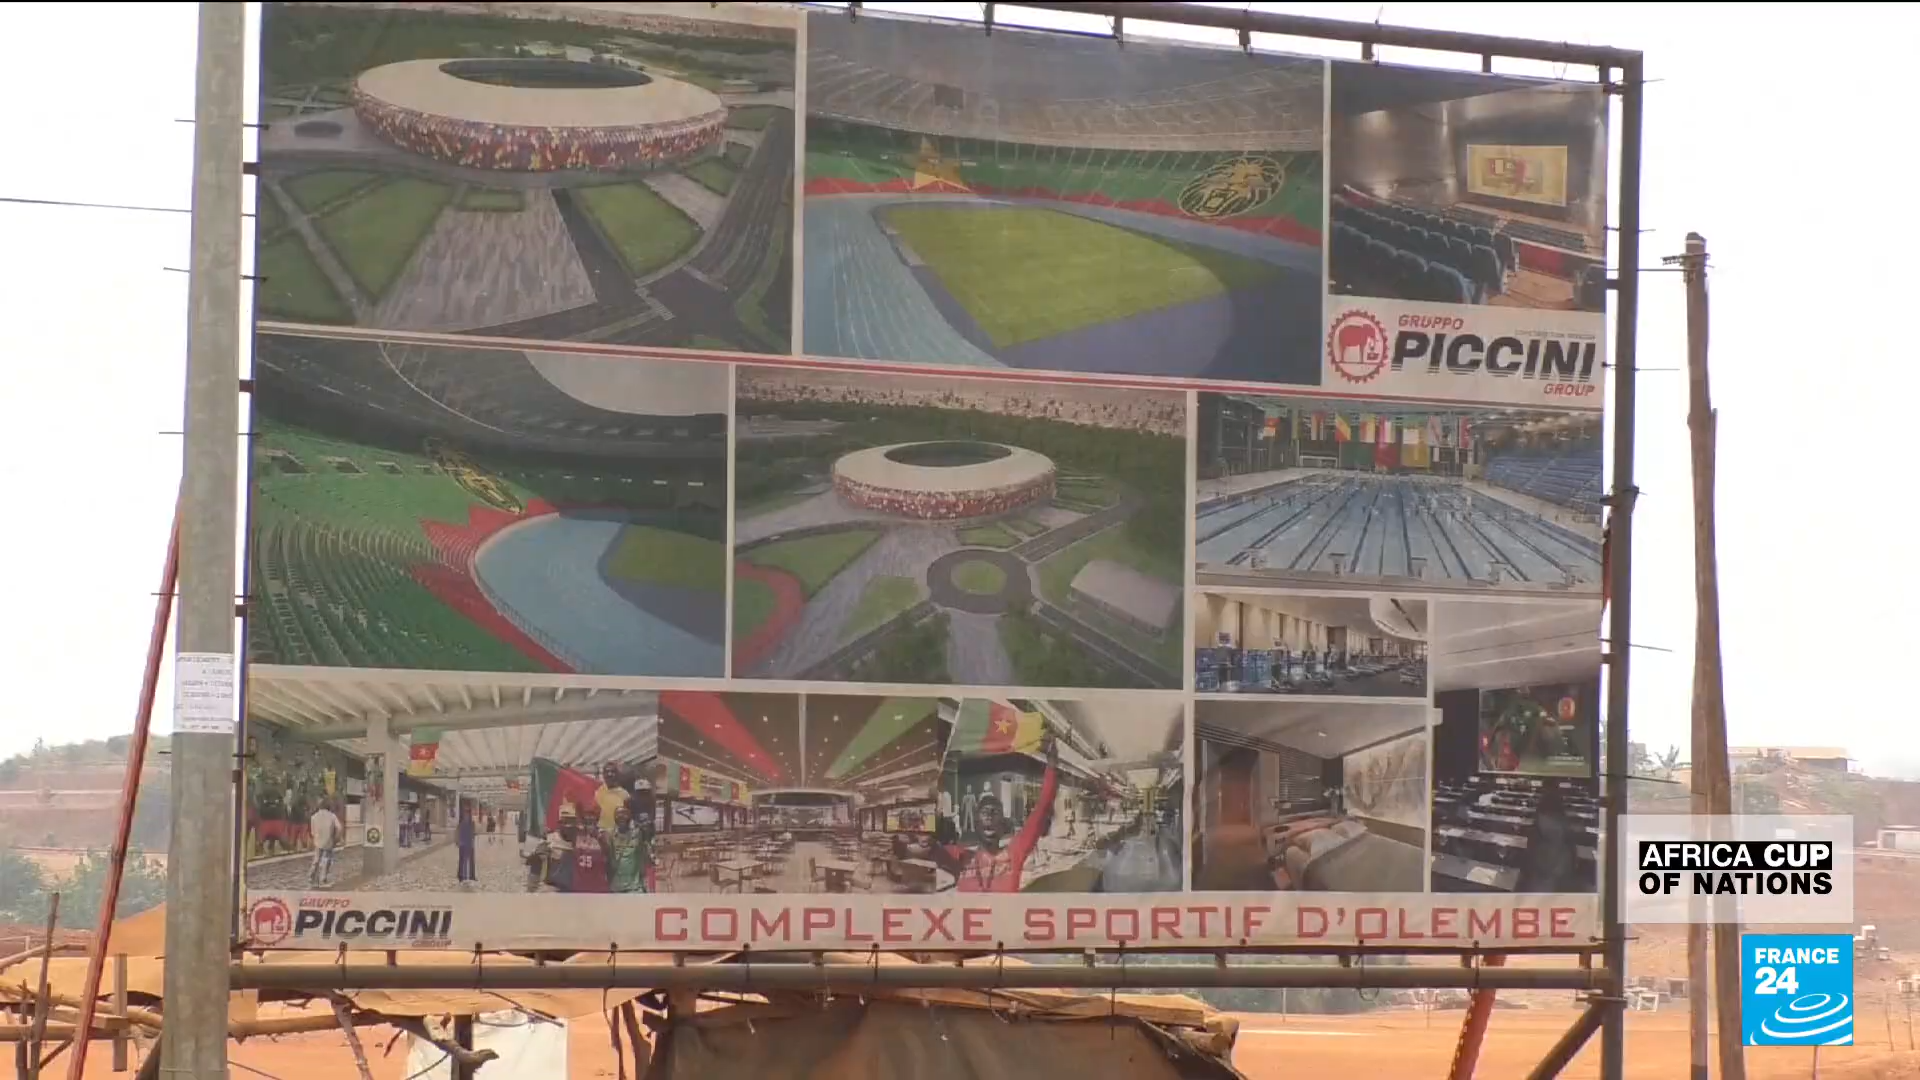 GRUPPO
PICCINI
GROUP
GRUPPO
PICCINI
GROUP
COMPLEXE SPORTIF D'OLEMBE
AFRICA CUP
OF NATIONS
FRANCE
24